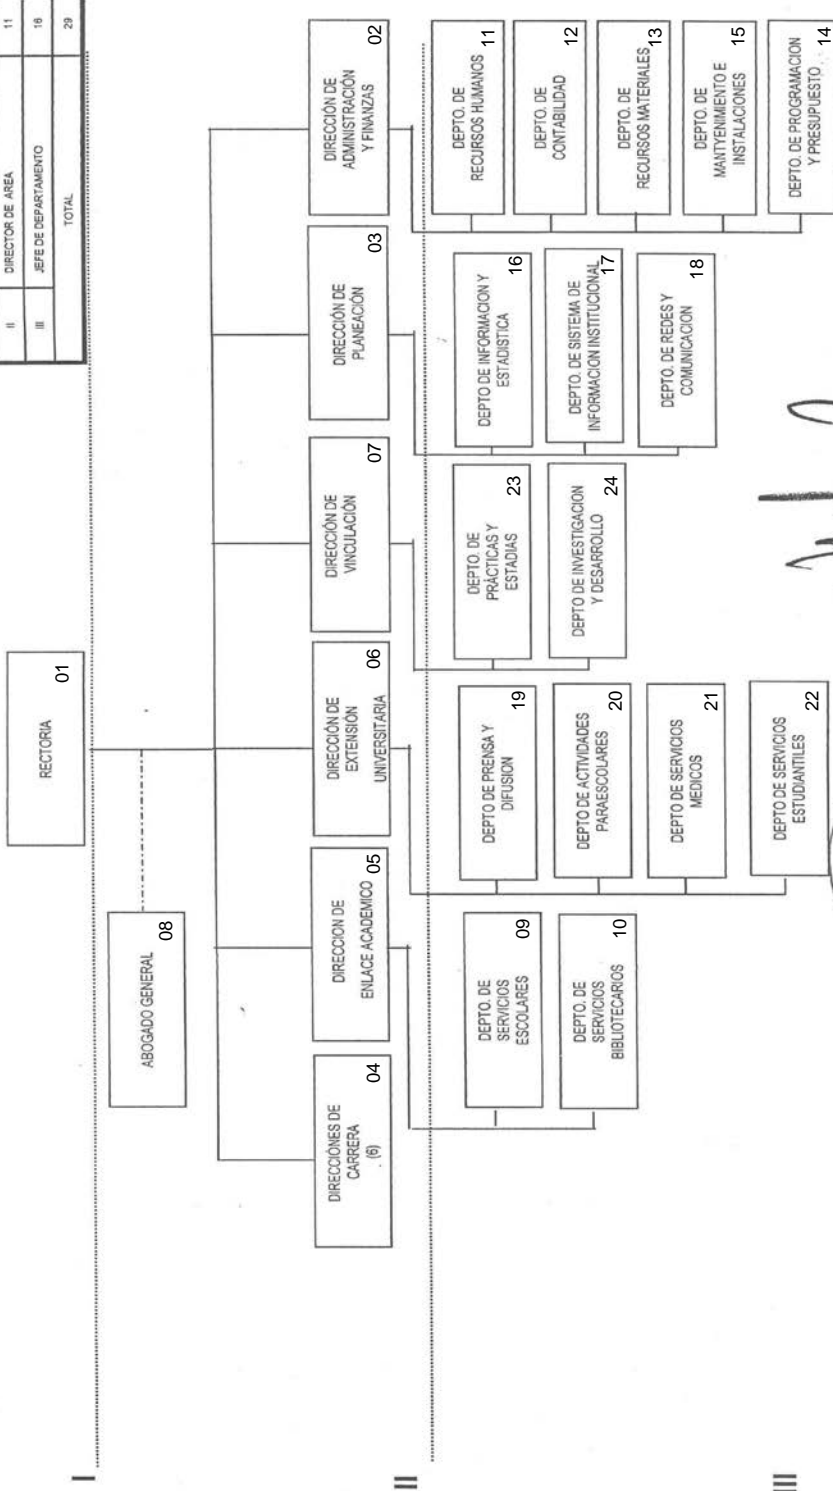 II DIRECTOR DE AREA 11
III JEFE DE DEPARTAMENTO 16
TOTAL 29
I
RECTORIA
01
ABOGADO GENERAL
08
II
DIRECCIÓNES DE
CARRERA
(6)
04
DIRECCION DE
ENLACE ACADEMICO
05
DIRECCIÓN DE
EXTENSIÓN
UNIVERSITARIA
06
DIRECCIÓN DE
VINCULACIÓN
07
DIRECCIÓN DE
PLANEACIÓN
03
DIRECCIÓN DE
ADMINISTRACIÓN
Y FINANZAS
02
III
DEPTO. DE
SERVICIOS
ESCOLARES
09
DEPTO. DE
SERVICIOS
BIBLIOTECARIOS
10
DEPTO DE PRENSA Y
DIFUSION
19
DEPTO DE ACTIVIDADES
PARAESCOLARES
20
DEPTO DE SERVICIOS
MEDICOS
21
DEPTO DE SERVICIOS
ESTUDIANTILES
22
DEPTO. DE
PRÁCTICAS Y
ESTADIAS
23
DEPTO DE INVESTIGACION
Y DESARROLLO
24
DEPTO DE INFORMACION Y
ESTADISTICA
16
DEPTO. DE SISTEMA DE
INFORMACION INSTITUCIONAL
17
DEPTO. DE REDES Y
COMUNICACION
18
DEPTO. DE
RECURSOS HUMANOS
11
DEPTO. DE
CONTABILIDAD
12
DEPTO. DE
RECURSOS MATERIALES
13
DEPTO. DE
MANTYENIMIENTO E
INSTALACIONES
15
DEPTO. DE PROGRAMACION
Y PRESUPUESTO
14